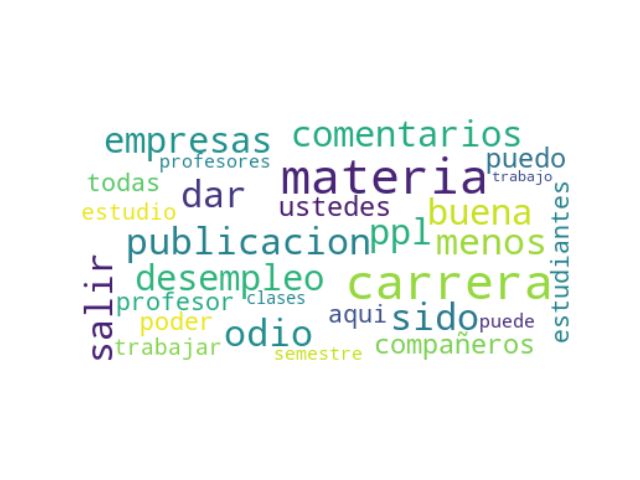 empresas comentarios
profesores materia puedo
todas dar trabajo
estudio ustedes buena
publicacion ppl menos
desempleo carrera
salir profesor clases estudiantes
poder odio aqui sido puede
trabajar semestre compañeros